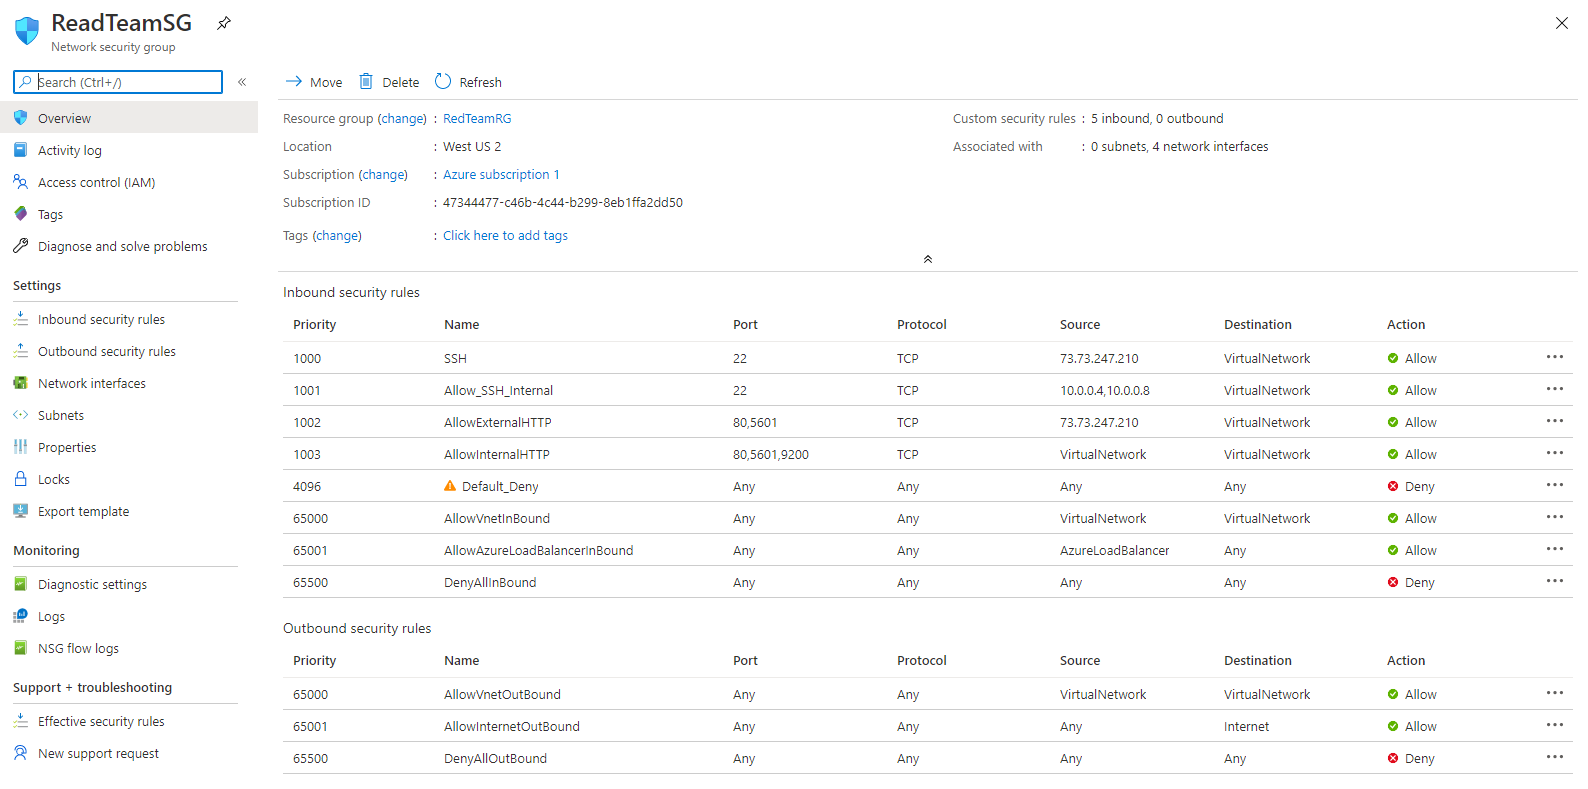 ReadTeamSG
Network security group
Search (Ctrl+/)
«
Overview
Activity log
Access control (IAM)
Tags
Diagnose and solve problems
Settings
Inbound security rules
Outbound security rules
Network interfaces
Subnets
Properties
Locks
Export template
Monitoring
Diagnostic settings
Logs
NSG flow logs
Support + troubleshooting
Effective security rules
New support request
Move Delete Refresh
Resource group (change) : RedTeamRG
Location : West US 2
Subscription (change) : Azure subscription 1
Subscription ID : 47344477-c46b-4c44-b299-8eb1ffa2dd50
Tags (change) : Click here to add tags
Custom security rules : 5 inbound, 0 outbound
Associated with : 0 subnets, 4 network interfaces
Inbound security rules
Priority Name Port Protocol Source Destination Action
1000 SSH 22 TCP 73.73.247.210 VirtualNetwork Allow
1001 Allow_SSH_Internal 22 TCP 10.0.0.4,10.0.0.8 VirtualNetwork Allow
1002 AllowExternalHTTP 80,5601 TCP 73.73.247.210 VirtualNetwork Allow
1003 AllowInternalHTTP 80,5601,9200 TCP VirtualNetwork VirtualNetwork Allow
4096 Default_Deny Any Any Any Any Deny
65000 AllowVnetInBound Any Any VirtualNetwork VirtualNetwork Allow
65001 AllowAzureLoadBalancerInBound Any Any AzureLoadBalancer Any Allow
65500 DenyAllInBound Any Any Any Any Deny
Outbound security rules
Priority Name Port Protocol Source Destination Action
65000 AllowVnetOutBound Any Any VirtualNetwork VirtualNetwork Allow
65001 AllowInternetOutBound Any Any Any Internet Allow
65500 DenyAllOutBound Any Any Any Any Deny